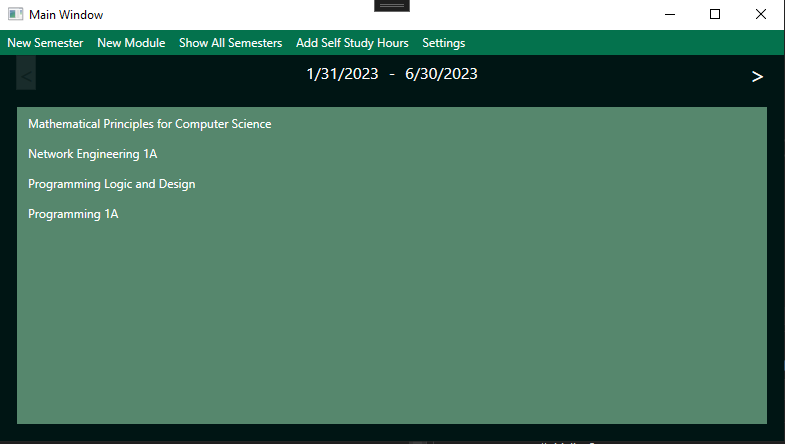 Main Window
New Semester New Module Show All Semesters Add Self Study Hours Settings
< 1/31/2023 - 6/30/2023 >
Mathematical Principles for Computer Science
Network Engineering 1A
Programming Logic and Design
Programming 1A